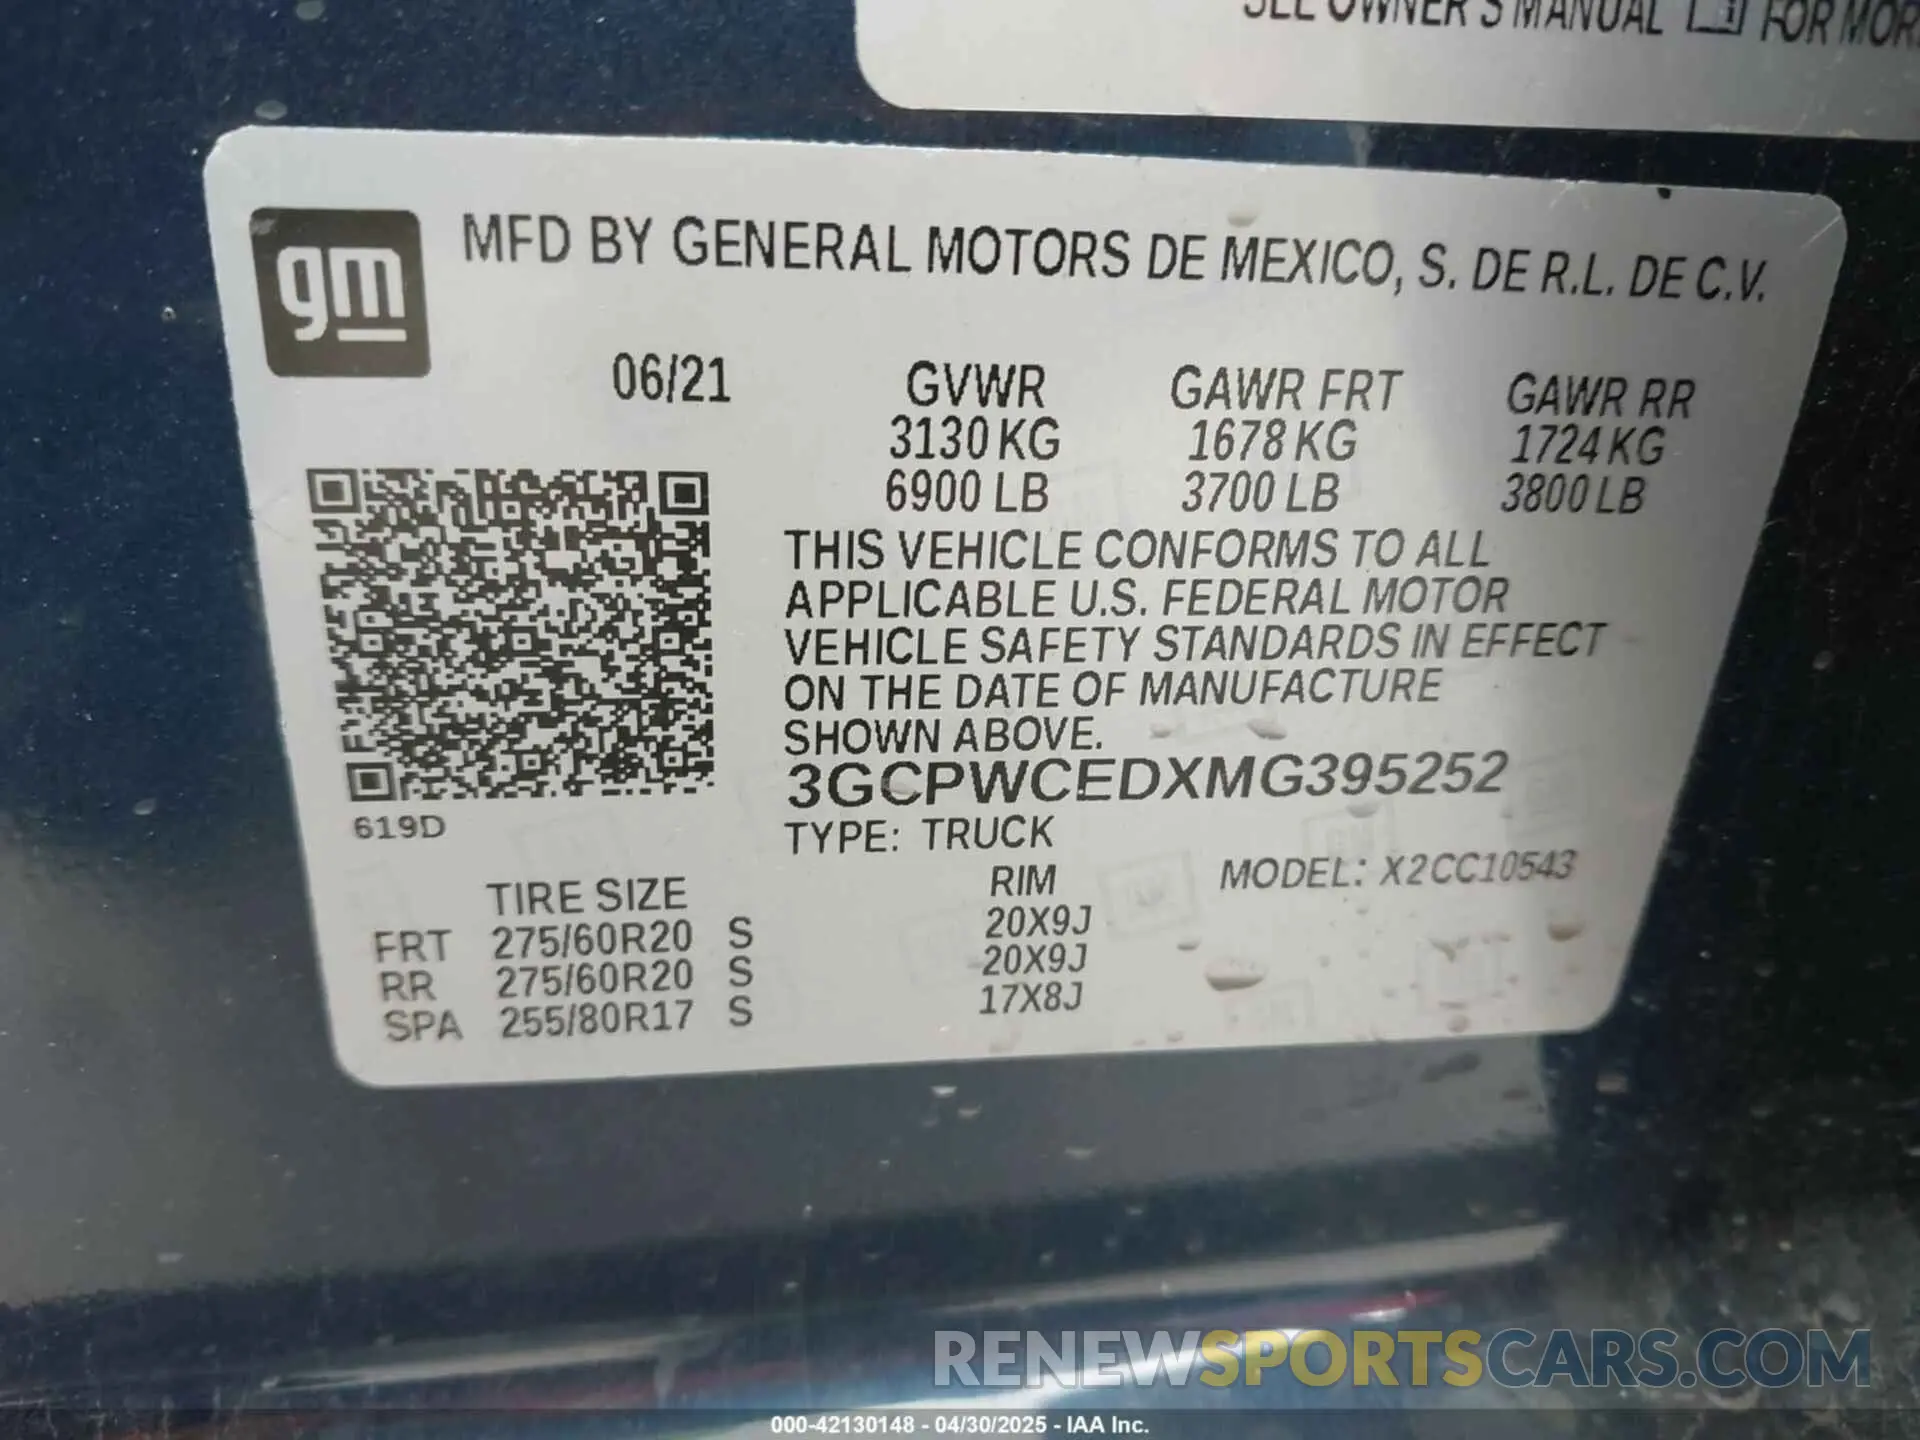 SEE OWNER'S MANUAL FOR MOR
gm
MFD BY GENERAL MOTORS DE MEXICO, S. DE R.L. DE C.V.
06/21 GVWR GAWR FRT GAWR RR
3130 KG 1678 KG 1724 KG
6900 LB 3700 LB 3800 LB
THIS VEHICLE CONFORMS TO ALL
APPLICABLE U.S. FEDERAL MOTOR
VEHICLE SAFETY STANDARDS IN EFFECT
ON THE DATE OF MANUFACTURE
SHOWN ABOVE.
3GCPWCEDXMG395252
619D
TYPE: TRUCK
MODEL: X2CC10543
TIRE SIZE RIM
FRT 275/60R20 S 20X9J
RR 275/60R20 S 20X9J
SPA 255/80R17 S 17X8J
RENEWSPORTSCARS.COM
000-42130148 - 04/30/2025 - IAA Inc.